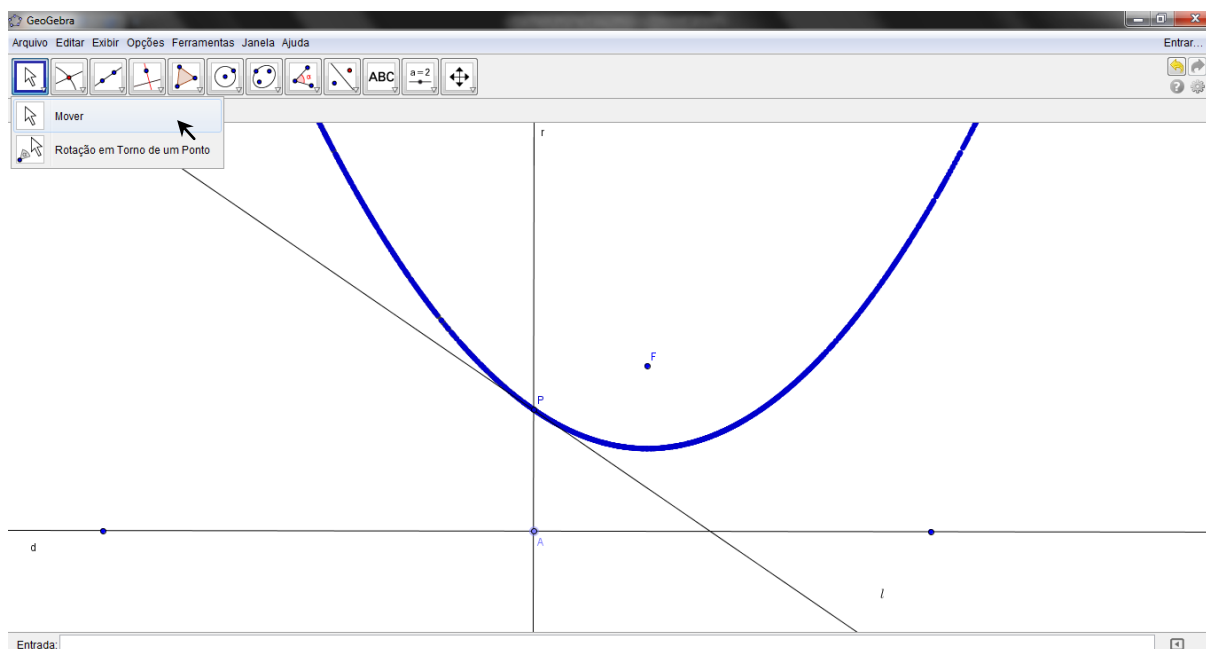 GeoGebra
Arquivo Editar Exibir Opções Ferramentas Janela Ajuda
Entrar...
ABC
a=2
Mover
Rotação em Torno de um Ponto
r
F
P
A
d
l
Entrada: